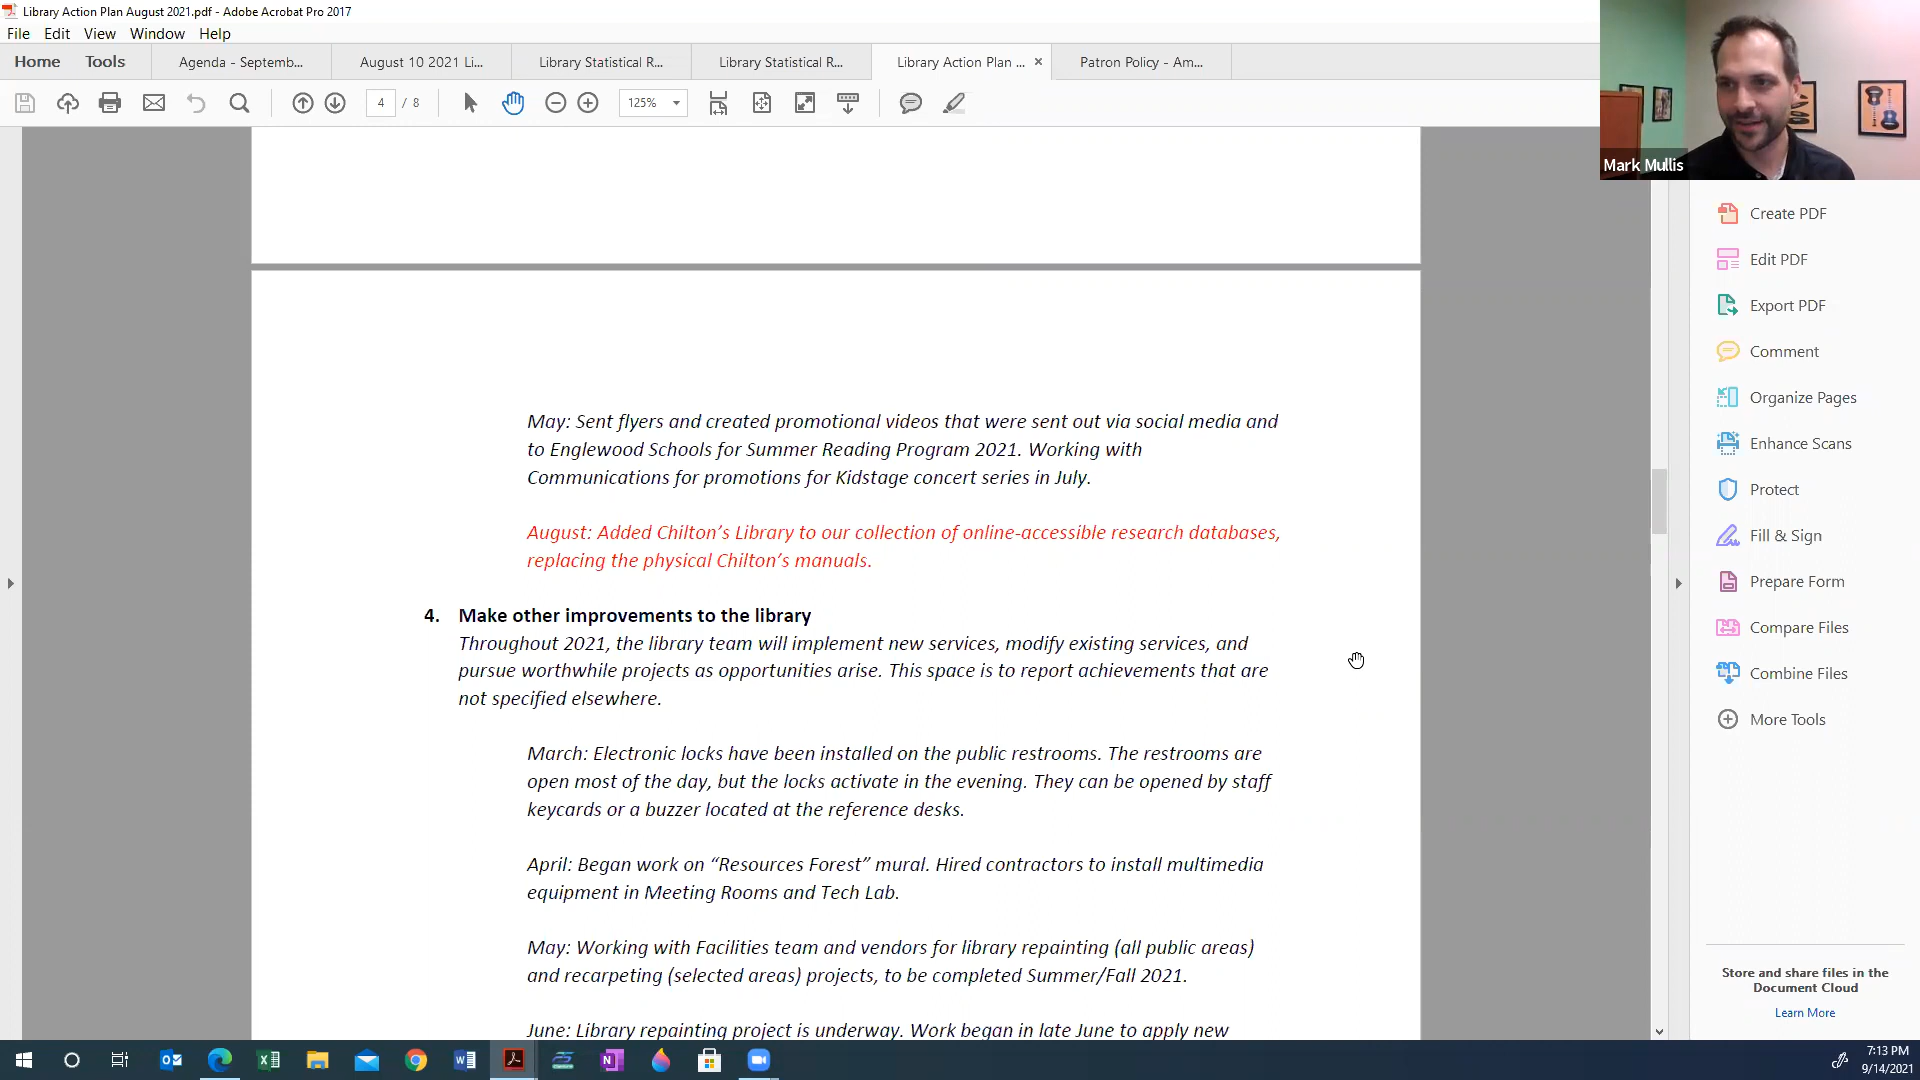 Library Action Plan August 2021.pdf - Adobe Acrobat Pro 2017
File Edit View Window Help
Home Tools Agenda - Septemb... August 10 2021 Li... Library Statistical R... Library Statistical R... Library Action Plan ... × Patron Policy - Am...
4 / 8 125%
Mark Mullis
May: Sent flyers and created promotional videos that were sent out via social media and
to Englewood Schools for Summer Reading Program 2021. Working with
Communications for promotions for Kidstage concert series in July.
August: Added Chilton’s Library to our collection of online-accessible research databases,
replacing the physical Chilton’s manuals.
4. Make other improvements to the library
Throughout 2021, the library team will implement new services, modify existing services, and
pursue worthwhile projects as opportunities arise. This space is to report achievements that are
not specified elsewhere.
March: Electronic locks have been installed on the public restrooms. The restrooms are
open most of the day, but the locks activate in the evening. They can be opened by staff
keycards or a buzzer located at the reference desks.
April: Began work on “Resources Forest” mural. Hired contractors to install multimedia
equipment in Meeting Rooms and Tech Lab.
May: Working with Facilities team and vendors for library repainting (all public areas)
and recarpeting (selected areas) projects, to be completed Summer/Fall 2021.
June: Library repainting project is underway. Work began in late June to apply new
Create PDF
Edit PDF
Export PDF
Comment
Organize Pages
Enhance Scans
Protect
Fill & Sign
Prepare Form
Compare Files
Combine Files
More Tools
Store and share files in the
Document Cloud
Learn More
7:13 PM
9/14/2021